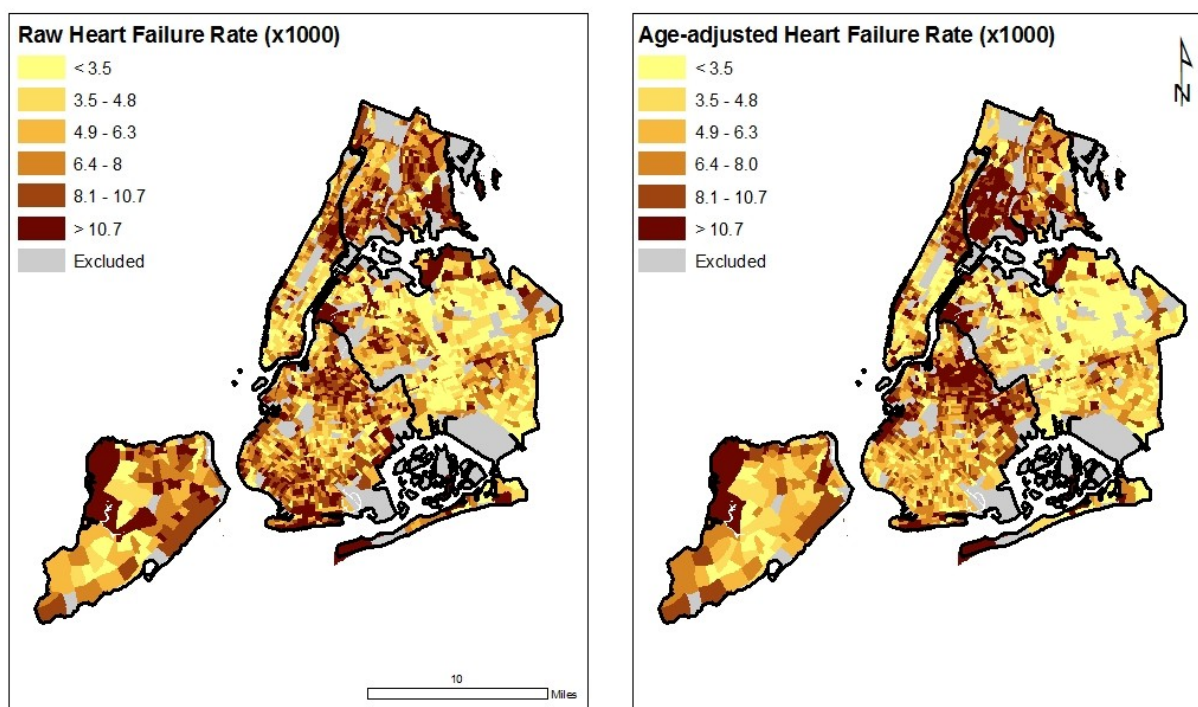 Raw Heart Failure Rate (x1000)
< 3.5
3.5 - 4.8
4.9 - 6.3
6.4 - 8
8.1 - 10.7
> 10.7
Excluded
10
Miles
Age-adjusted Heart Failure Rate (x1000)
< 3.5
3.5 - 4.8
4.9 - 6.3
6.4 - 8.0
8.1 - 10.7
> 10.7
Excluded
N